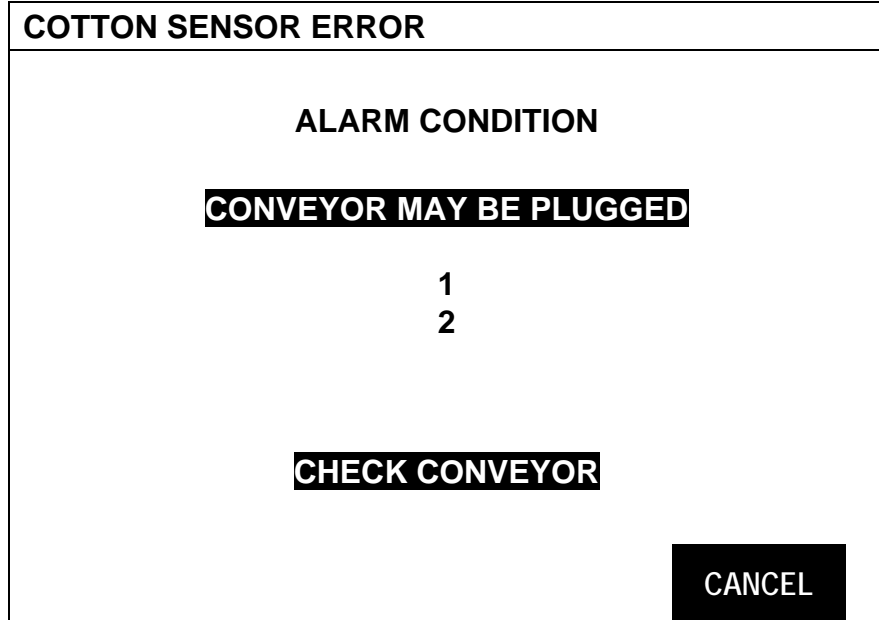 COTTON SENSOR ERROR
ALARM CONDITION
CONVEYOR MAY BE PLUGGED
1
2
CHECK CONVEYOR
CANCEL